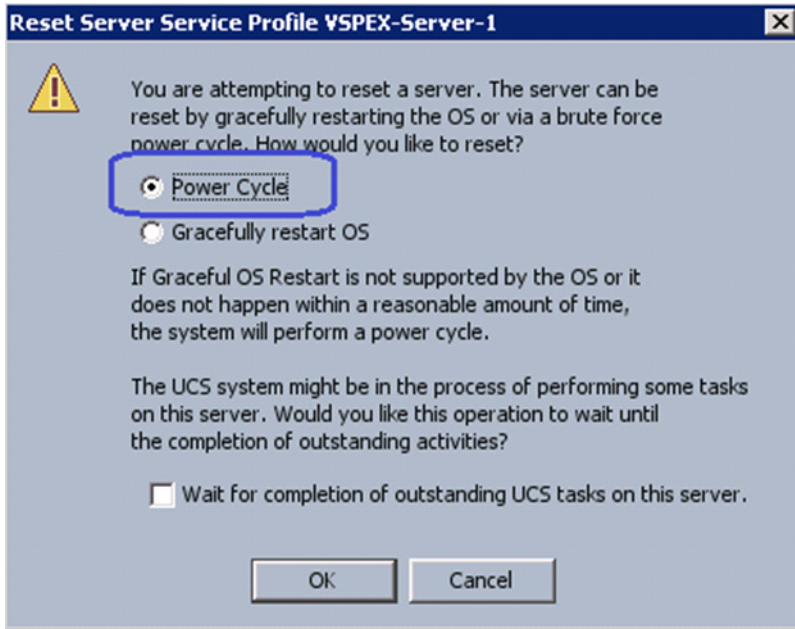 Reset Server Service Profile VSPEX-Server-1
You are attempting to reset a server. The server can be
reset by gracefully restarting the OS or via a brute force
power cycle. How would you like to reset?
Power Cycle
Gracefully restart OS
If Graceful OS Restart is not supported by the OS or it
does not happen within a reasonable amount of time,
the system will perform a power cycle.
The UCS system might be in the process of performing some tasks
on this server. Would you like this operation to wait until
the completion of outstanding activities?
Wait for completion of outstanding UCS tasks on this server.
OK
Cancel